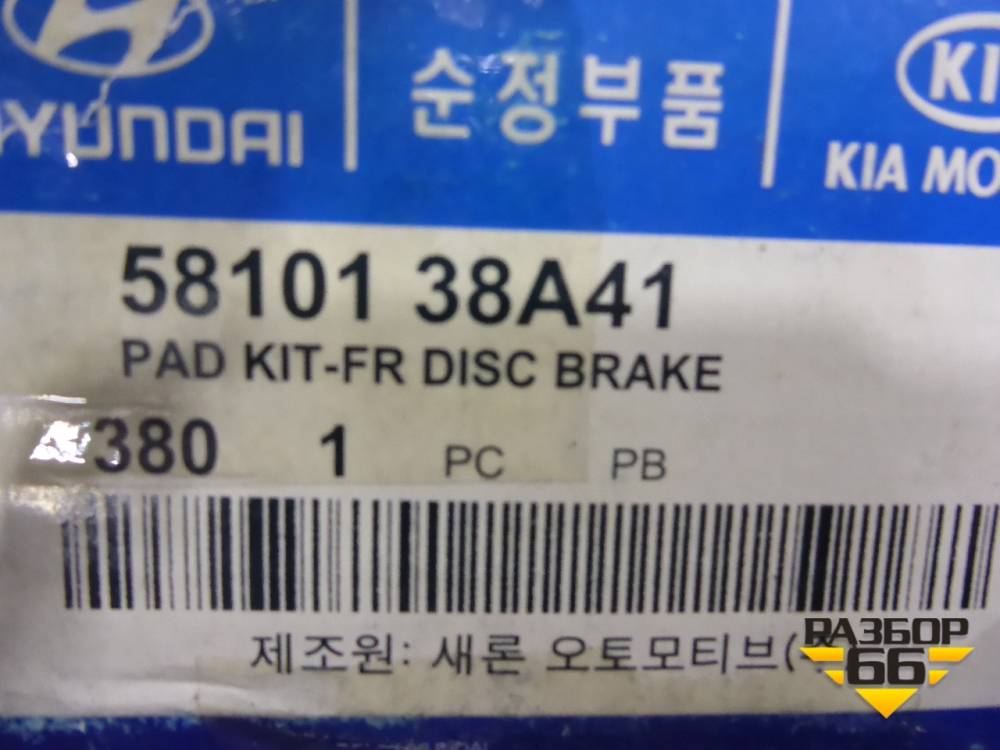 HYUNDAI
순정부품
KIA MO
58101 38A41
PAD KIT-FR DISC BRAKE
380 1 PC PB
제조원: 새론 오토모티브(주
РАЗБОР
66